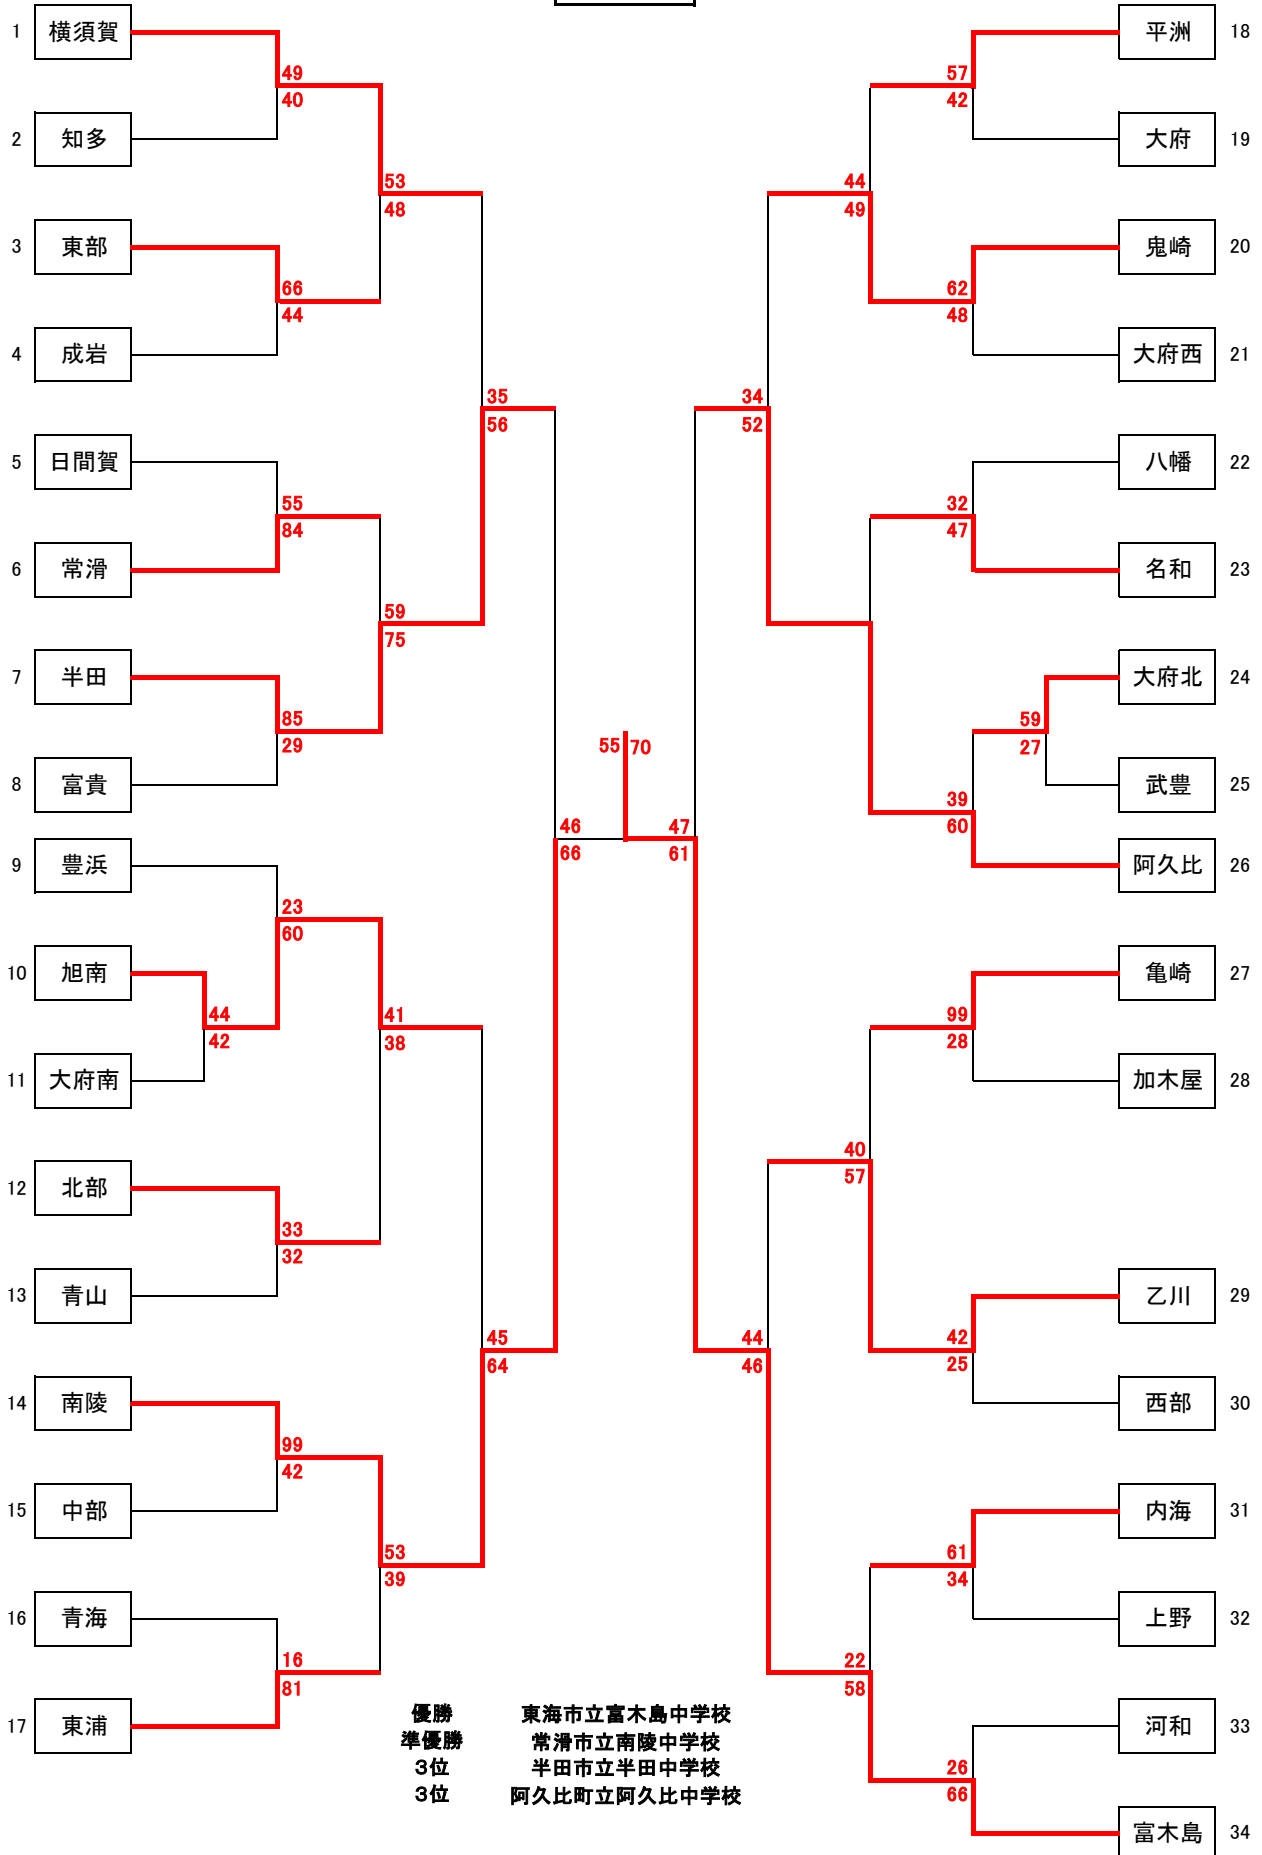 1 横須賀
49
40
2 知多
53
48
3 東部
66
44
4 成岩
35
56
5 日間賀
55
84
6 常滑
59
75
7 半田
85
29
8 富貴
46
66
9 豊浜
23
60
10 旭南
44
42
11 大府南
41
38
12 北部
33
32
13 青山
45
64
14 南陵
99
42
15 中部
53
39
16 青海
16
81
17 東浦
55 70
平洲 18
57
42
大府 19
44
49
鬼崎 20
62
48
大府西 21
34
52
八幡 22
32
47
名和 23
大府北 24
59
27
武豊 25
39
60
阿久比 26
47
61
亀崎 27
99
28
加木屋 28
40
57
乙川 29
42
25
西部 30
44
46
内海 31
61
34
上野 32
22
58
河和 33
26
66
富木島 34
優勝 東海市立富木島中学校
準優勝 常滑市立南陵中学校
3位 半田市立半田中学校
3位 阿久比町立阿久比中学校